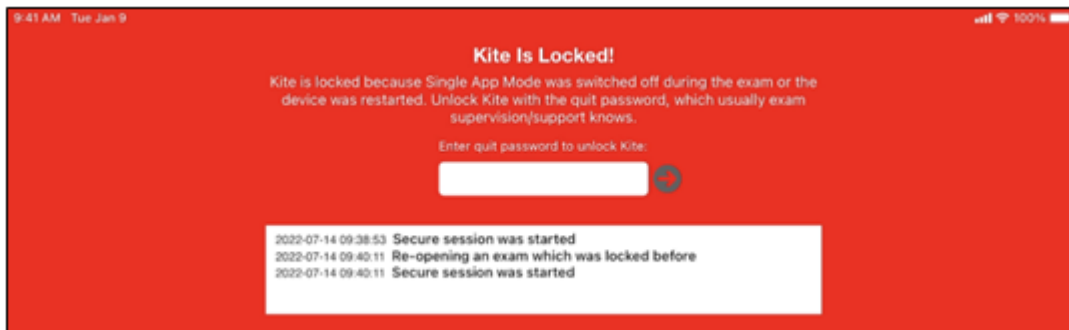 9:41 AM Tue Jan 9
100%
Kite Is Locked!
Kite is locked because Single App Mode was switched off during the exam or the
device was restarted. Unlock Kite with the quit password, which usually exam
supervision/support knows.
Enter quit password to unlock Kite:
2022-07-14 09:38:53 Secure session was started
2022-07-14 09:40:11 Re-opening an exam which was locked before
2022-07-14 09:40:11 Secure session was started